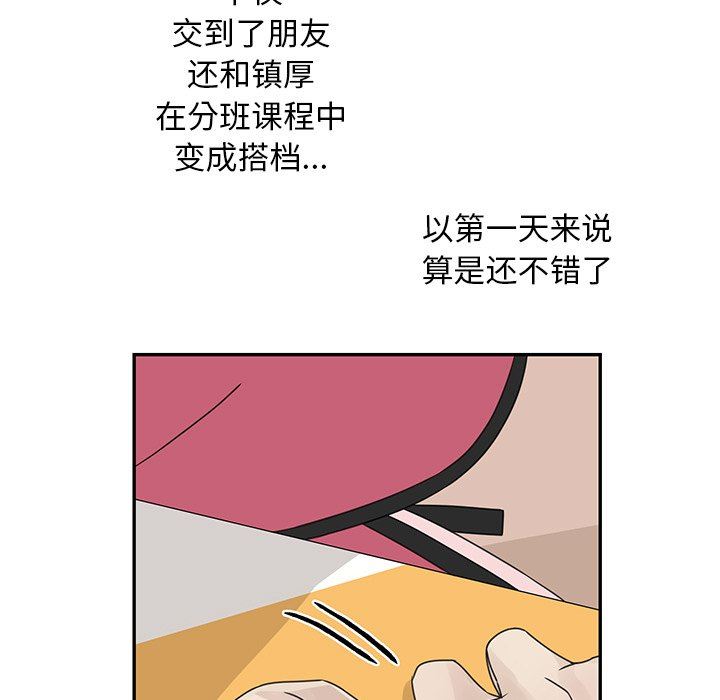 交到了朋友
还和镇厚
在分班课程中
变成搭档…
以第一天来说
算是还不错了